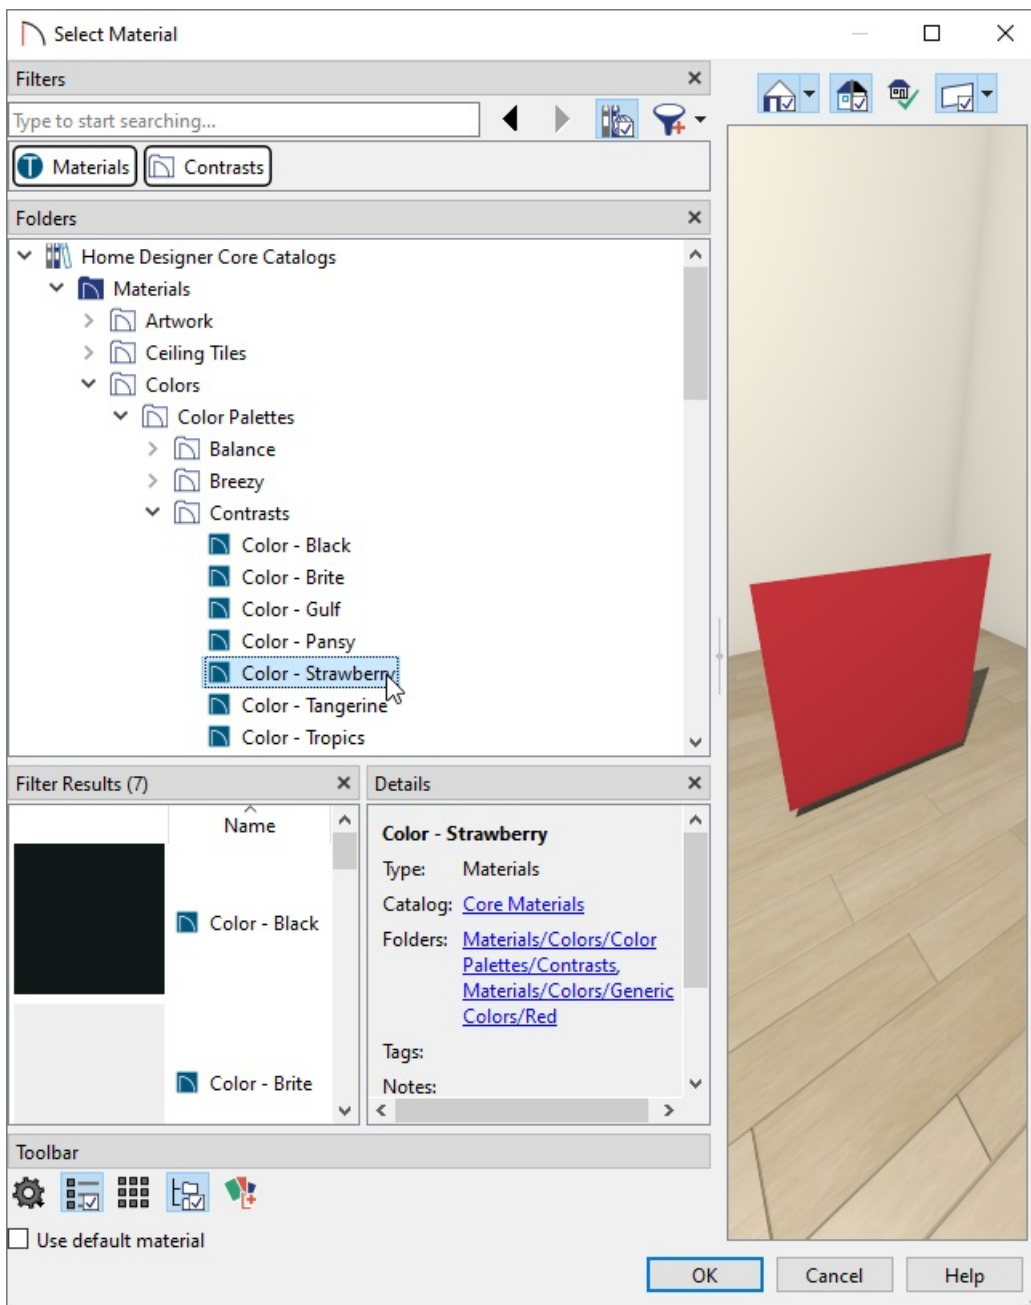 Select Material
Filters
Type to start searching...
Materials
Contrasts
Folders
Home Designer Core Catalogs
Materials
Artwork
Ceiling Tiles
Colors
Color Palettes
Balance
Breezy
Contrasts
Color - Black
Color - Brite
Color - Gulf
Color - Pansy
Color - Strawberry
Color - Tangerine
Color - Tropics
Filter Results (7)
Name
Color - Black
Color - Brite
Details
Color - Strawberry
Type: Materials
Catalog: Core Materials
Folders: Materials/Colors/Color
Palettes/Contrasts,
Materials/Colors/Generic
Colors/Red
Tags:
Notes:
Toolbar
Use default material
OK
Cancel
Help